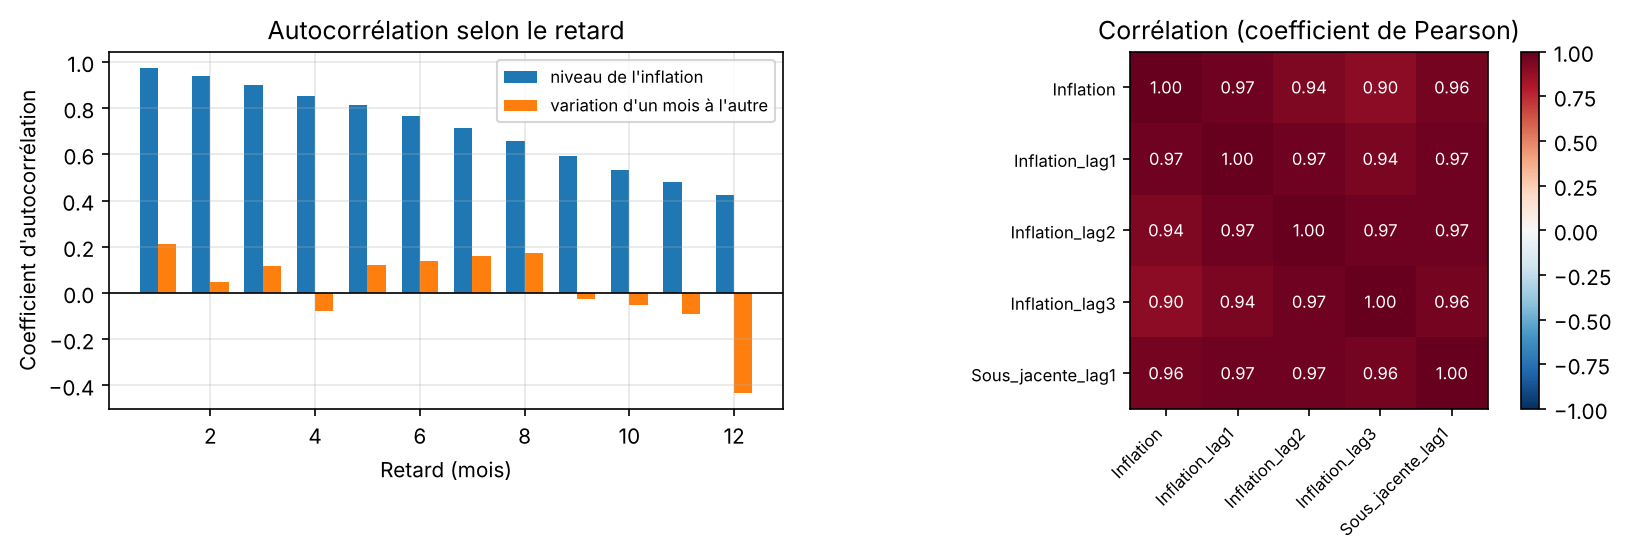 Autocorrélation selon le retard
Coefficient d'autocorrélation
1.0
0.8
0.6
0.4
0.2
0.0
−0.2
−0.4
niveau de l'inflation
variation d'un mois à l'autre
2 4 6 8 10 12
Retard (mois)
Corrélation (coefficient de Pearson)
Inflation 1.00 0.97 0.94 0.90 0.96
Inflation_lag1 0.97 1.00 0.97 0.94 0.97
Inflation_lag2 0.94 0.97 1.00 0.97 0.97
Inflation_lag3 0.90 0.94 0.97 1.00 0.96
Sous_jacente_lag1 0.96 0.97 0.97 0.96 1.00
Inflation
Inflation_lag1
Inflation_lag2
Inflation_lag3
Sous_jacente_lag1
1.00
0.75
0.50
0.25
0.00
−0.25
−0.50
−0.75
−1.00